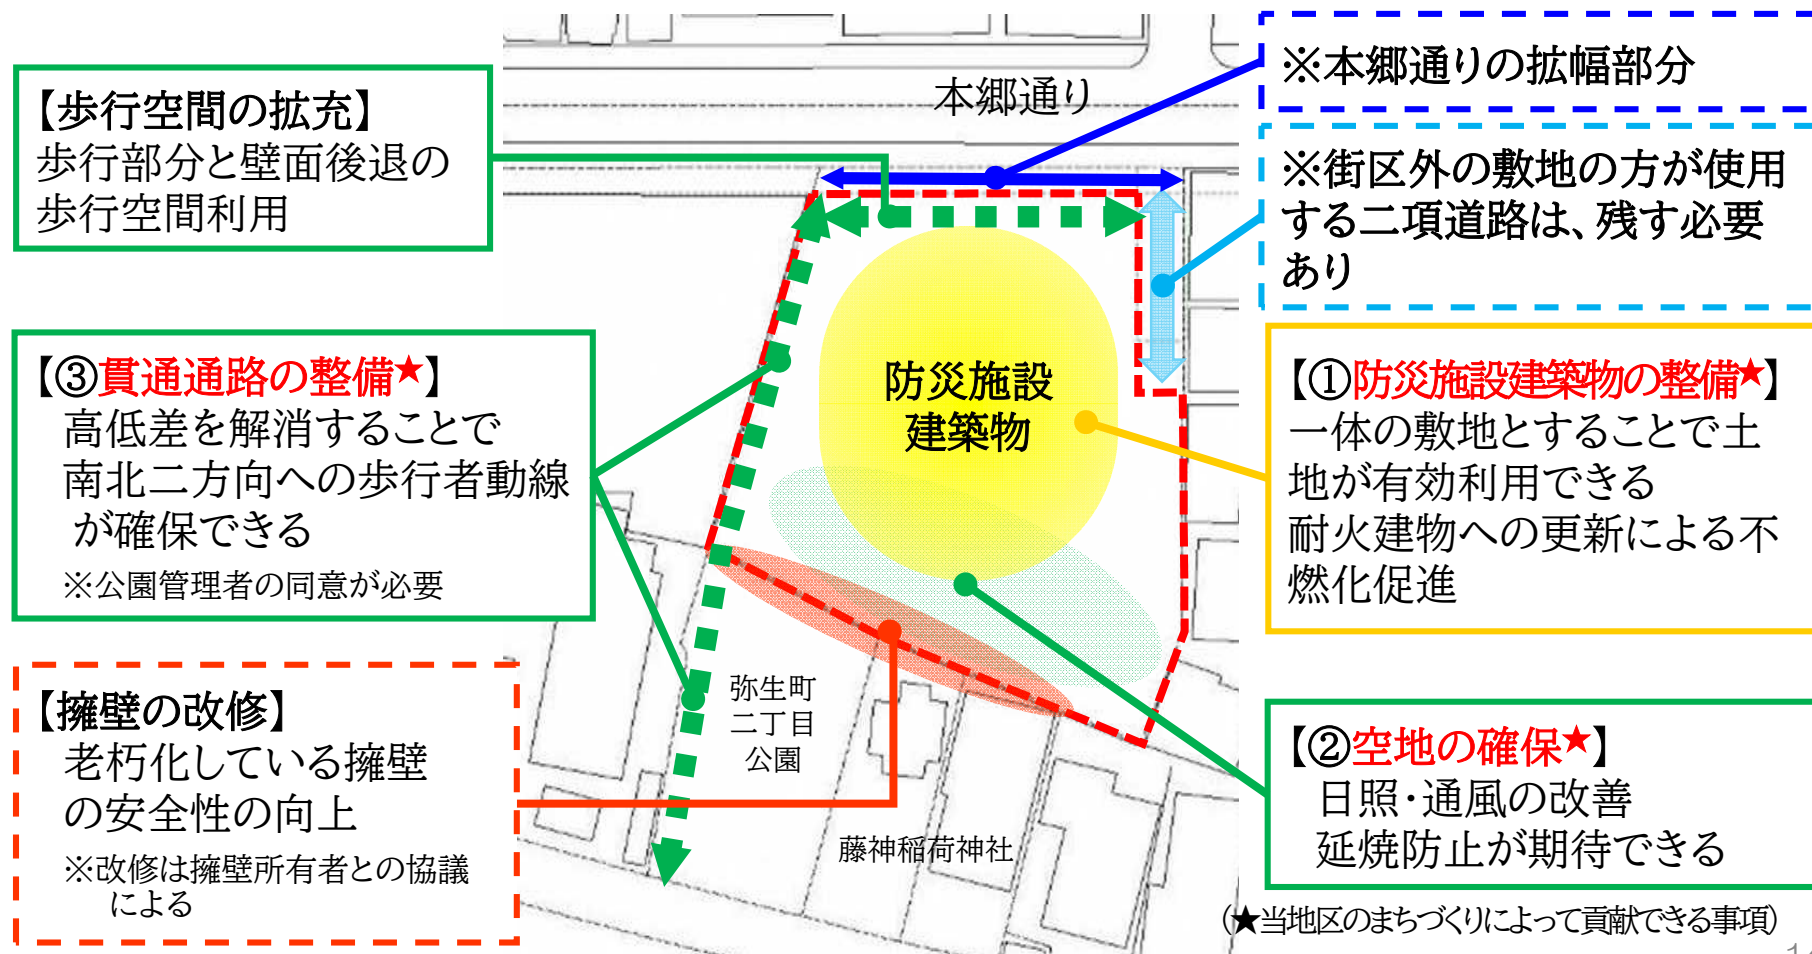 【歩行空間の拡充】
歩行部分と壁面後退の
歩行空間利用
本郷通り
※本郷通りの拡幅部分
※街区外の敷地の方が使用
する二項道路は、残す必要
あり
【③貫通通路の整備★】
高低差を解消することで
南北二方向への歩行者動線
が確保できる
※公園管理者の同意が必要
防災施設
建築物
【①防災施設建築物の整備★】
一体の敷地とすることで土
地が有効利用できる
耐火建物への更新による不
燃化促進
【擁壁の改修】
老朽化している擁壁
の安全性の向上
※改修は擁壁所有者との協議
による
弥生町
二丁目
公園
藤神稲荷神社
【②空地の確保★】
日照・通風の改善
延焼防止が期待できる
（★当地区のまちづくりによって貢献できる事項）